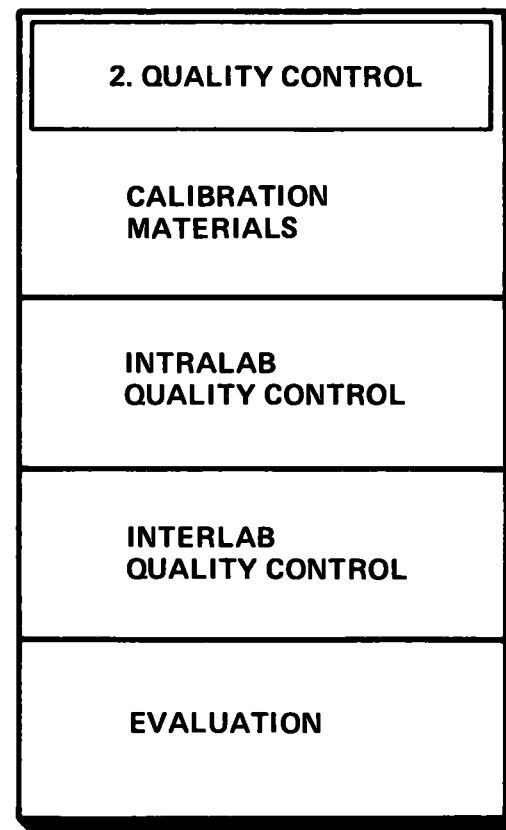 2. QUALITY CONTROL
CALIBRATION
MATERIALS
INTRALAB
QUALITY CONTROL
INTERLAB
QUALITY CONTROL
EVALUATION